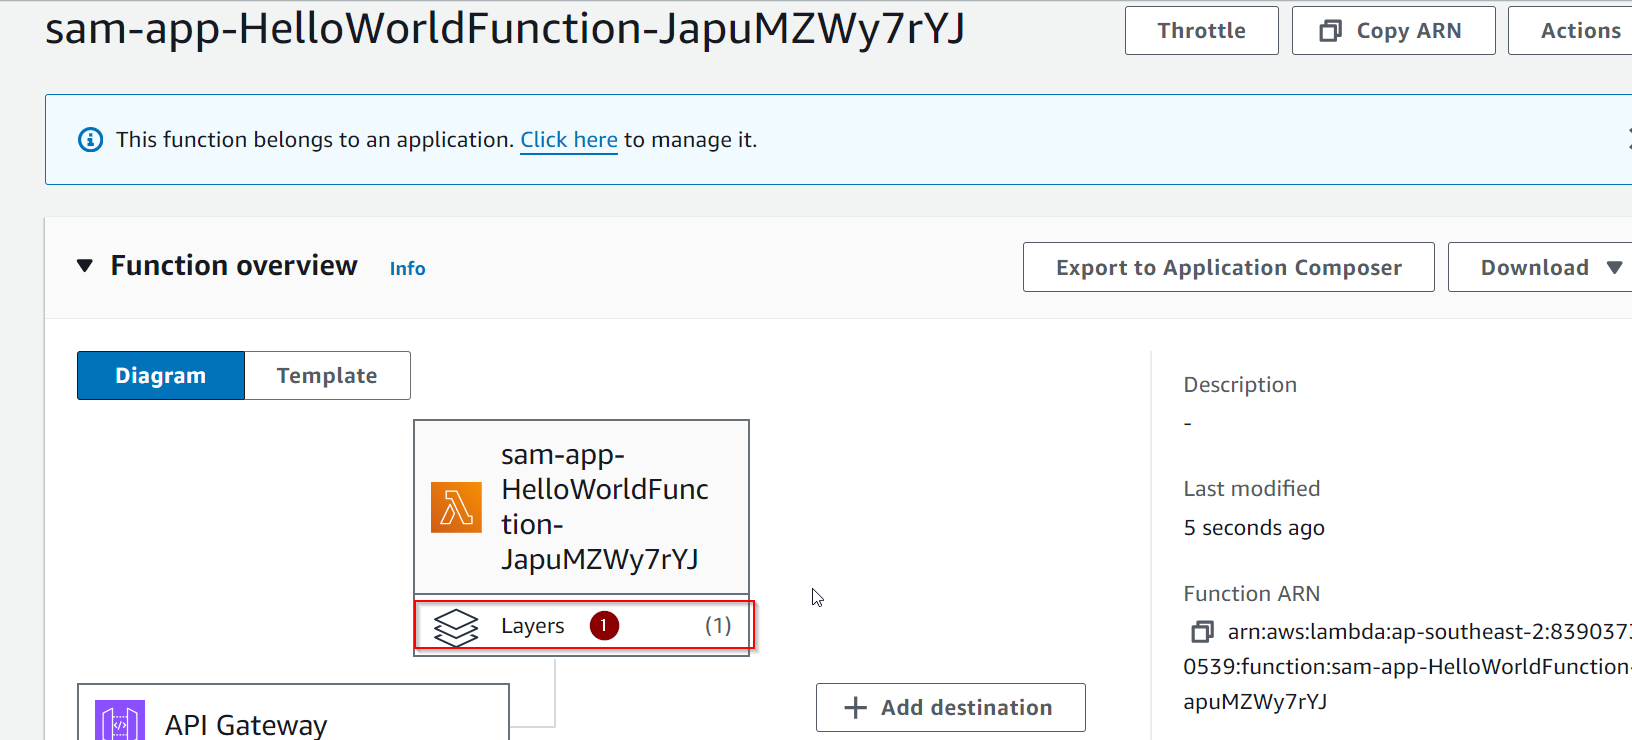 sam-app-HelloWorldFunction-JapuMZWy7rYJ
Throttle
Copy ARN
Actions
This function belongs to an application. Click here to manage it.
Function overview
Info
Export to Application Composer
Download
Diagram
Template
sam-app-
HelloWorldFunc
tion-
JapuMZWy7rYJ
Layers
1
(1)
API Gateway
Add destination
Description
-
Last modified
5 seconds ago
Function ARN
arn:aws:lambda:ap-southeast-2:839037
0539:function:sam-app-HelloWorldFunction-
apuMZWy7rYJ